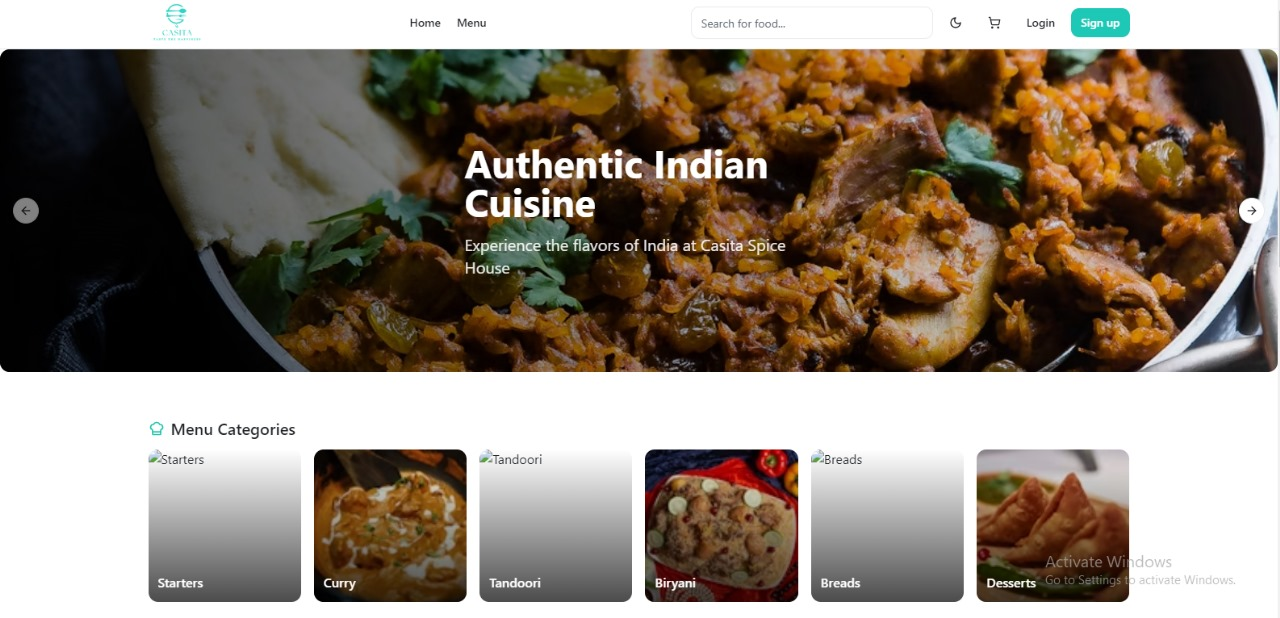 CASITA
Home
Menu
Search for food...
Login
Sign up
Authentic Indian
Cuisine
Experience the flavors of India at Casita Spice
House
Menu Categories
Starters
Tandoori
Breads
Starters
Curry
Tandoori
Biryani
Breads
Desserts
Activate Windows
Go to Settings to activate Windows.